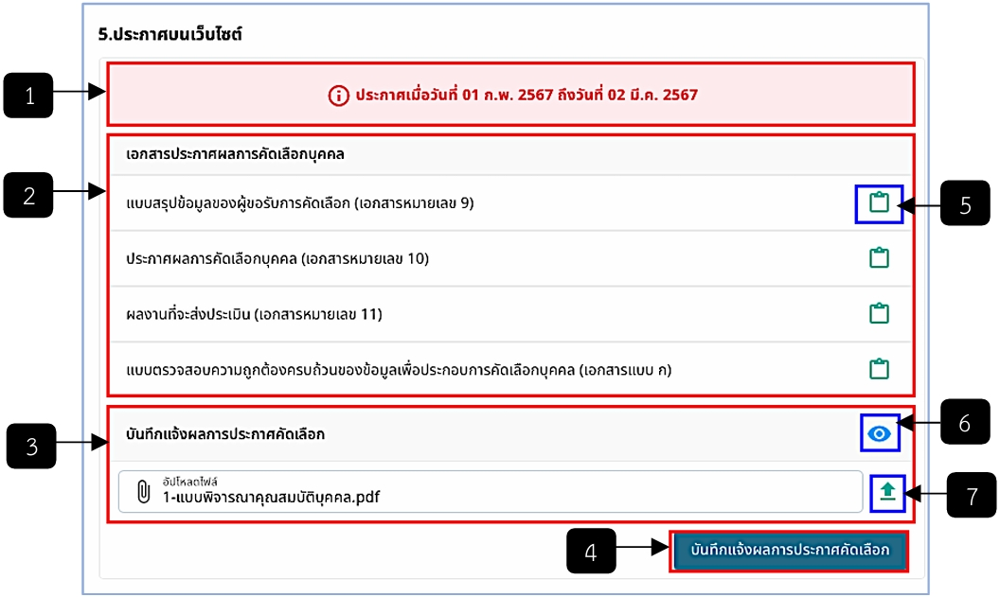 5.ประกาศบนเว็บไซต์
1
ประกาศเมื่อวันที่ 01 ก.พ. 2567 ถึงวันที่ 02 มี.ค. 2567
2
เอกสารประกาศผลการคัดเลือกบุคคล
แบบสรุปข้อมูลของผู้ขอรับการคัดเลือก (เอกสารหมายเลข 9)
5
ประกาศผลการคัดเลือกบุคคล (เอกสารหมายเลข 10)
ผลงานที่จะส่งประเมิน (เอกสารหมายเลข 11)
แบบตรวจสอบความถูกต้องครบถ้วนของข้อมูลเพื่อประกอบการคัดเลือกบุคคล (เอกสารแบบ ก)
3
บันทึกแจ้งผลการประกาศคัดเลือก
6
อัปโหลดไฟล์
1-แบบพิจารณาคุณสมบัติบุคคล.pdf
7
4
บันทึกแจ้งผลการประกาศคัดเลือก